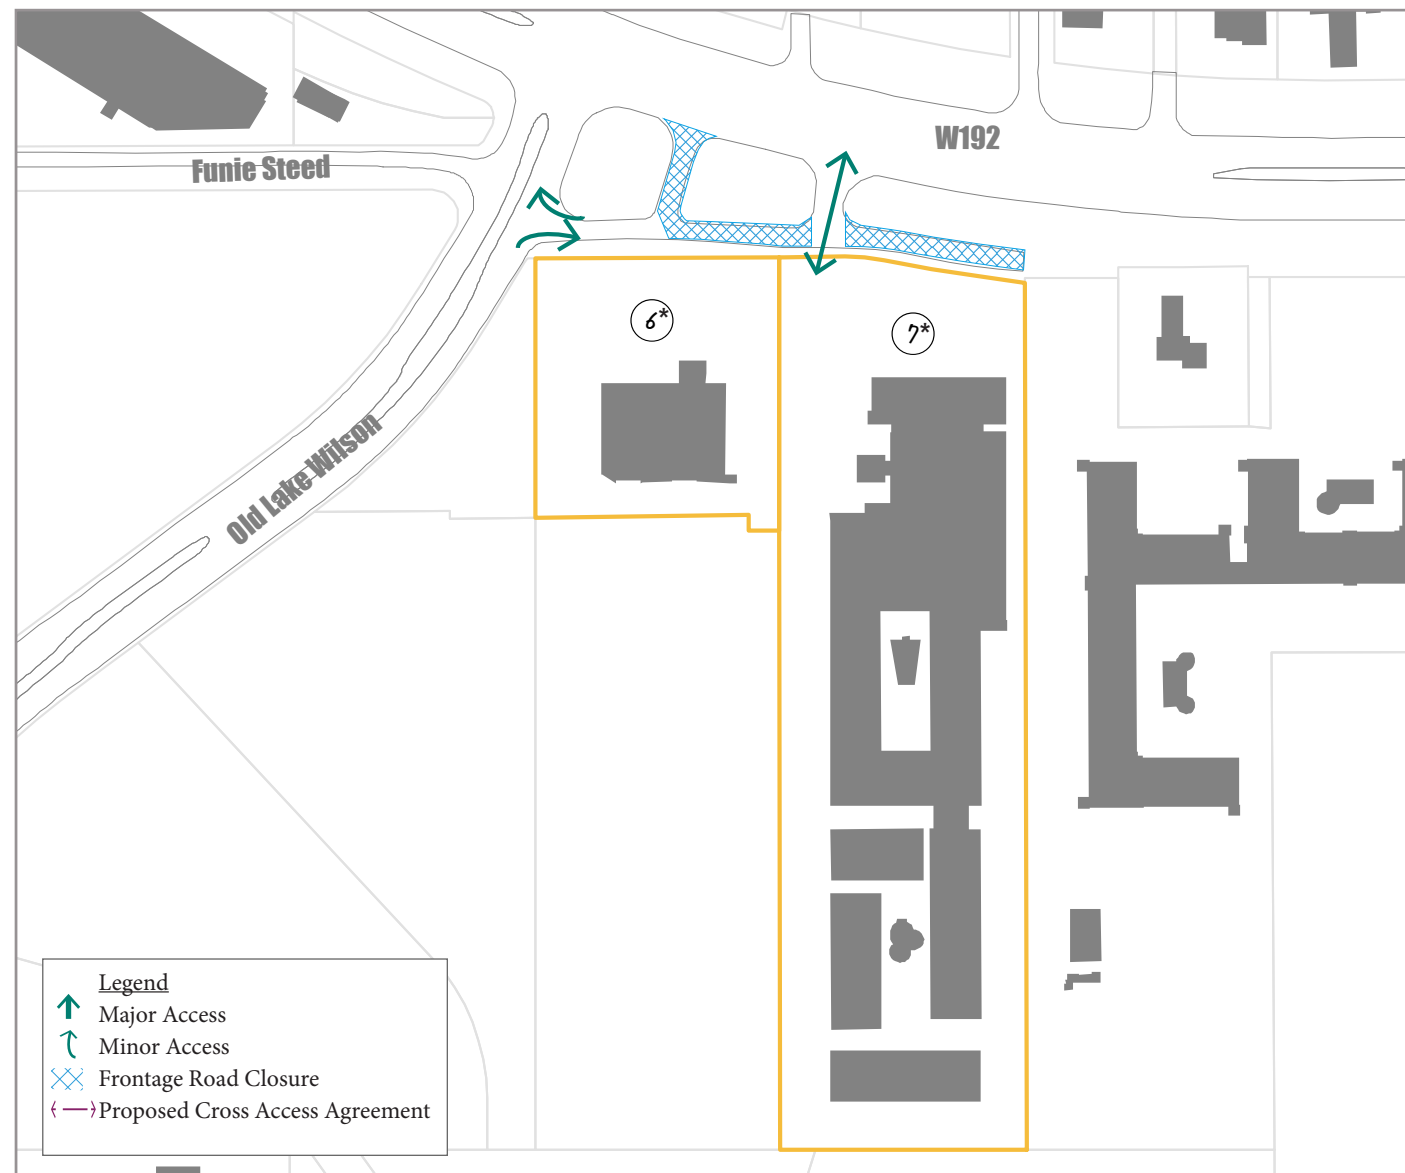 W192
Funie Steed
6*
7*
Old Lake Wilson
Legend
Major Access
Minor Access
Frontage Road Closure
Proposed Cross Access Agreement